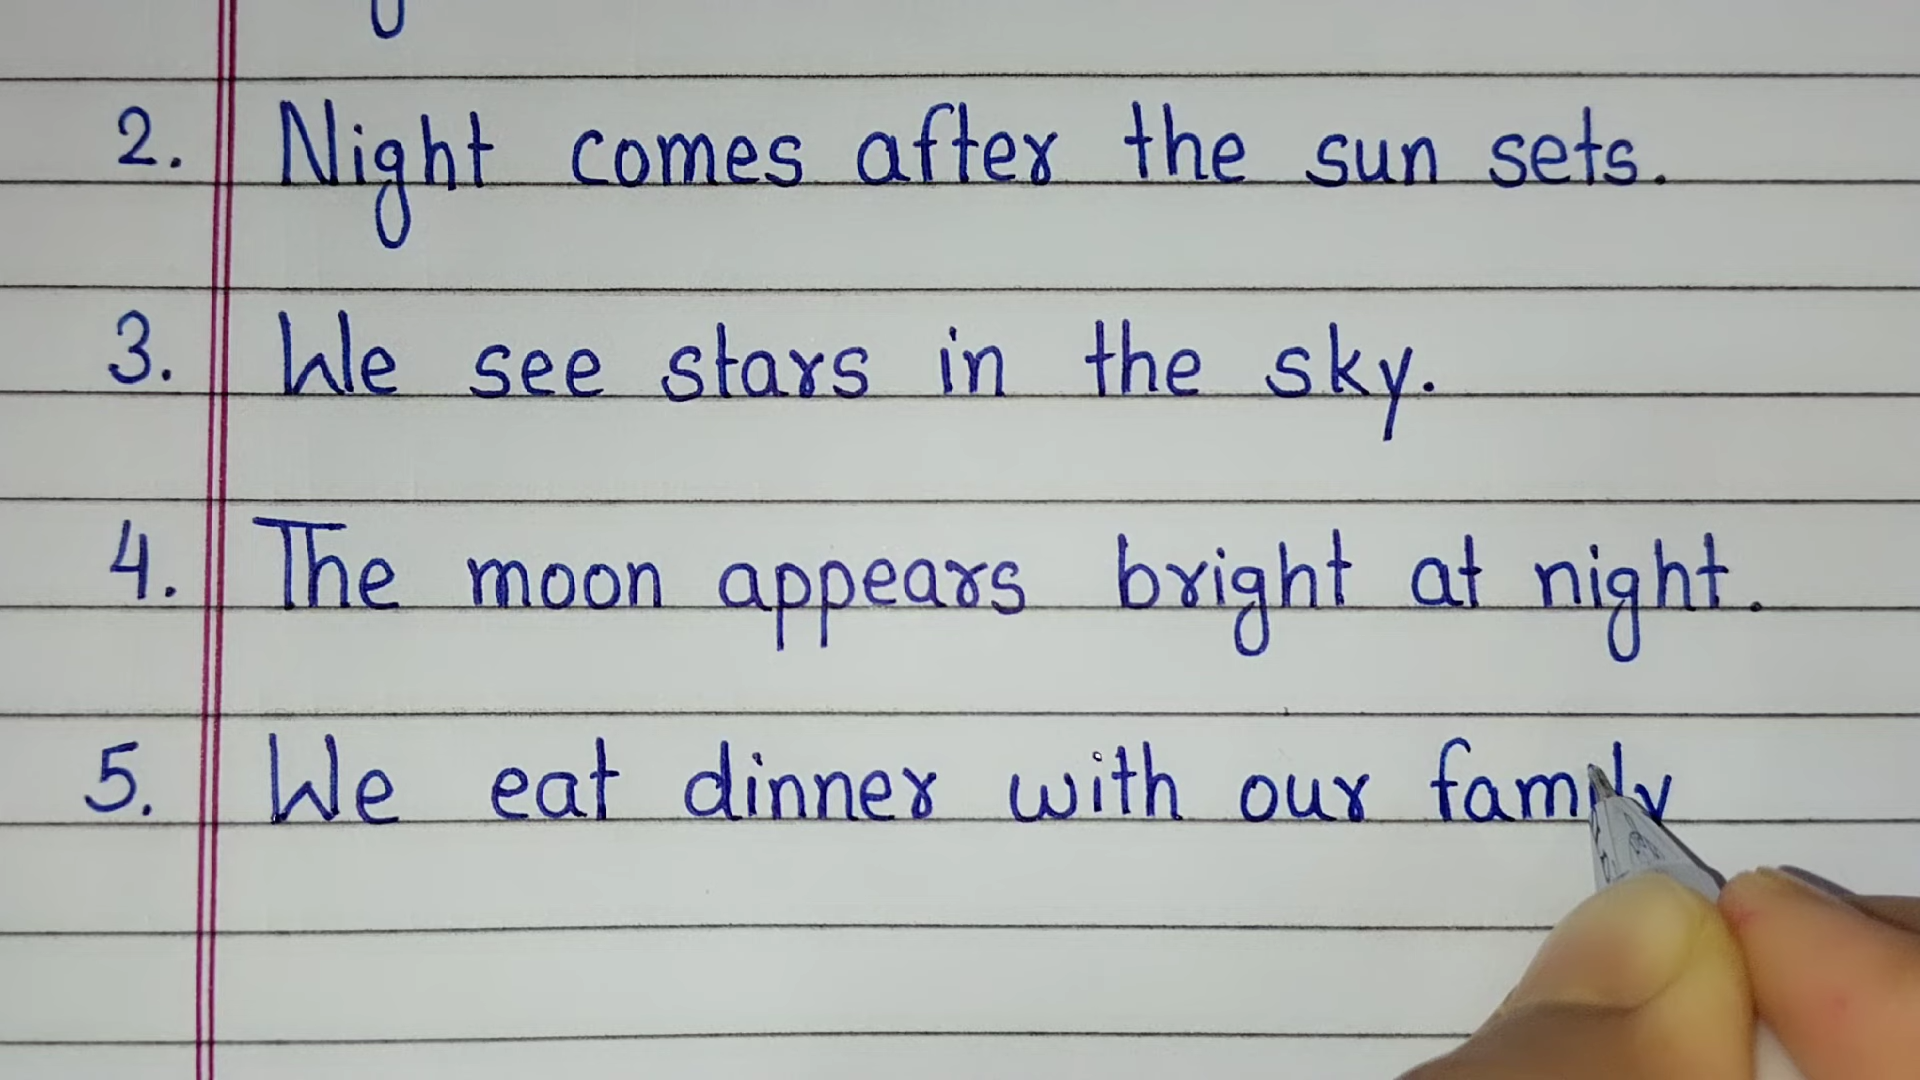 2. Night comes after the sun sets.
3. We see stars in the sky.
4. The moon appears bright at night.
5. We eat dinner with our family